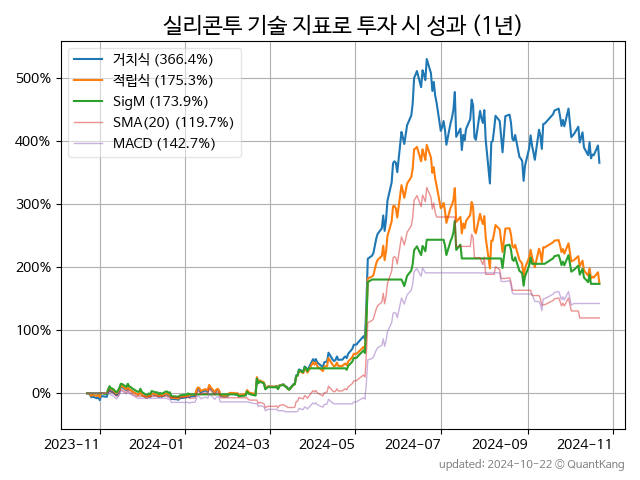 실리콘투 기술 지표로 투자 시 성과 (1년)
거치식 (366.4%)
적립식 (175.3%)
SigM (173.9%)
SMA(20) (119.7%)
MACD (142.7%)
500%
400%
300%
200%
100%
0%
2023-11 2024-01 2024-03 2024-05 2024-07 2024-09 2024-11
updated: 2024-10-22 © QuantKang